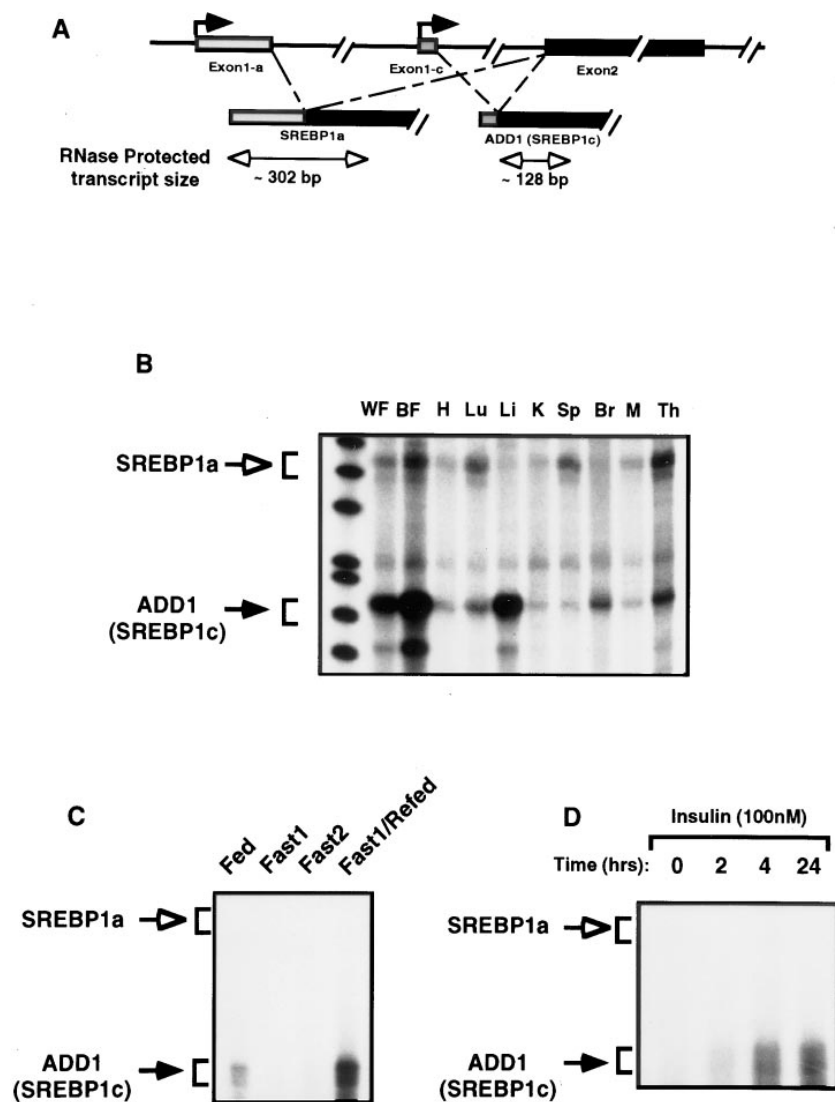 A
Exon1-a
Exon1-c
Exon2
SREBP1a
ADD1 (SREBP1c)
RNase Protected
transcript size
~ 302 bp
~ 128 bp
B
WF BF H Lu Li K Sp Br M Th
SREBP1a
ADD1
(SREBP1c)
C
Fed
Fast1
Fast2
Fast1/Refed
SREBP1a
ADD1
(SREBP1c)
D
Insulin (100nM)
Time (hrs): 0 2 4 24
SREBP1a
ADD1
(SREBP1c)